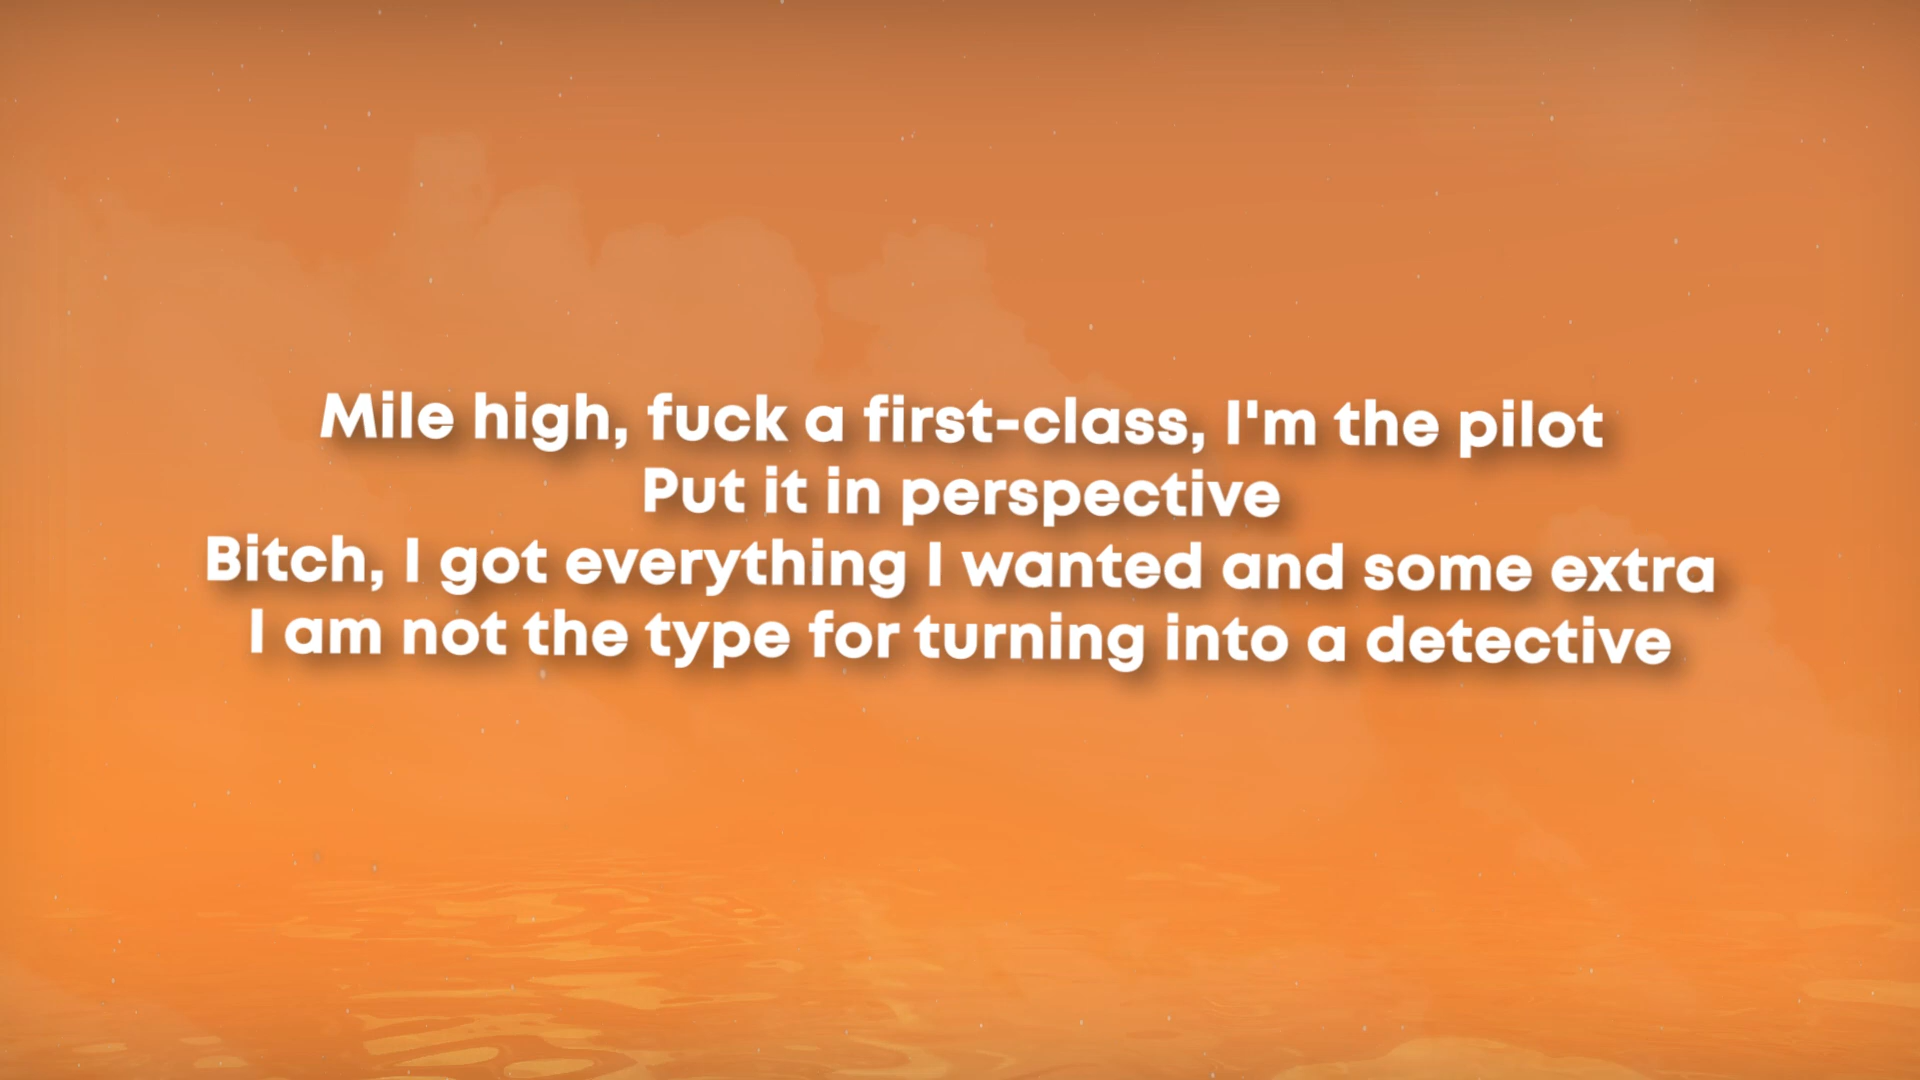 Mile high, fuck a first-class, I'm the pilot
Put it in perspective
Bitch, I got everything I wanted and some extra
I am not the type for turning into a detective